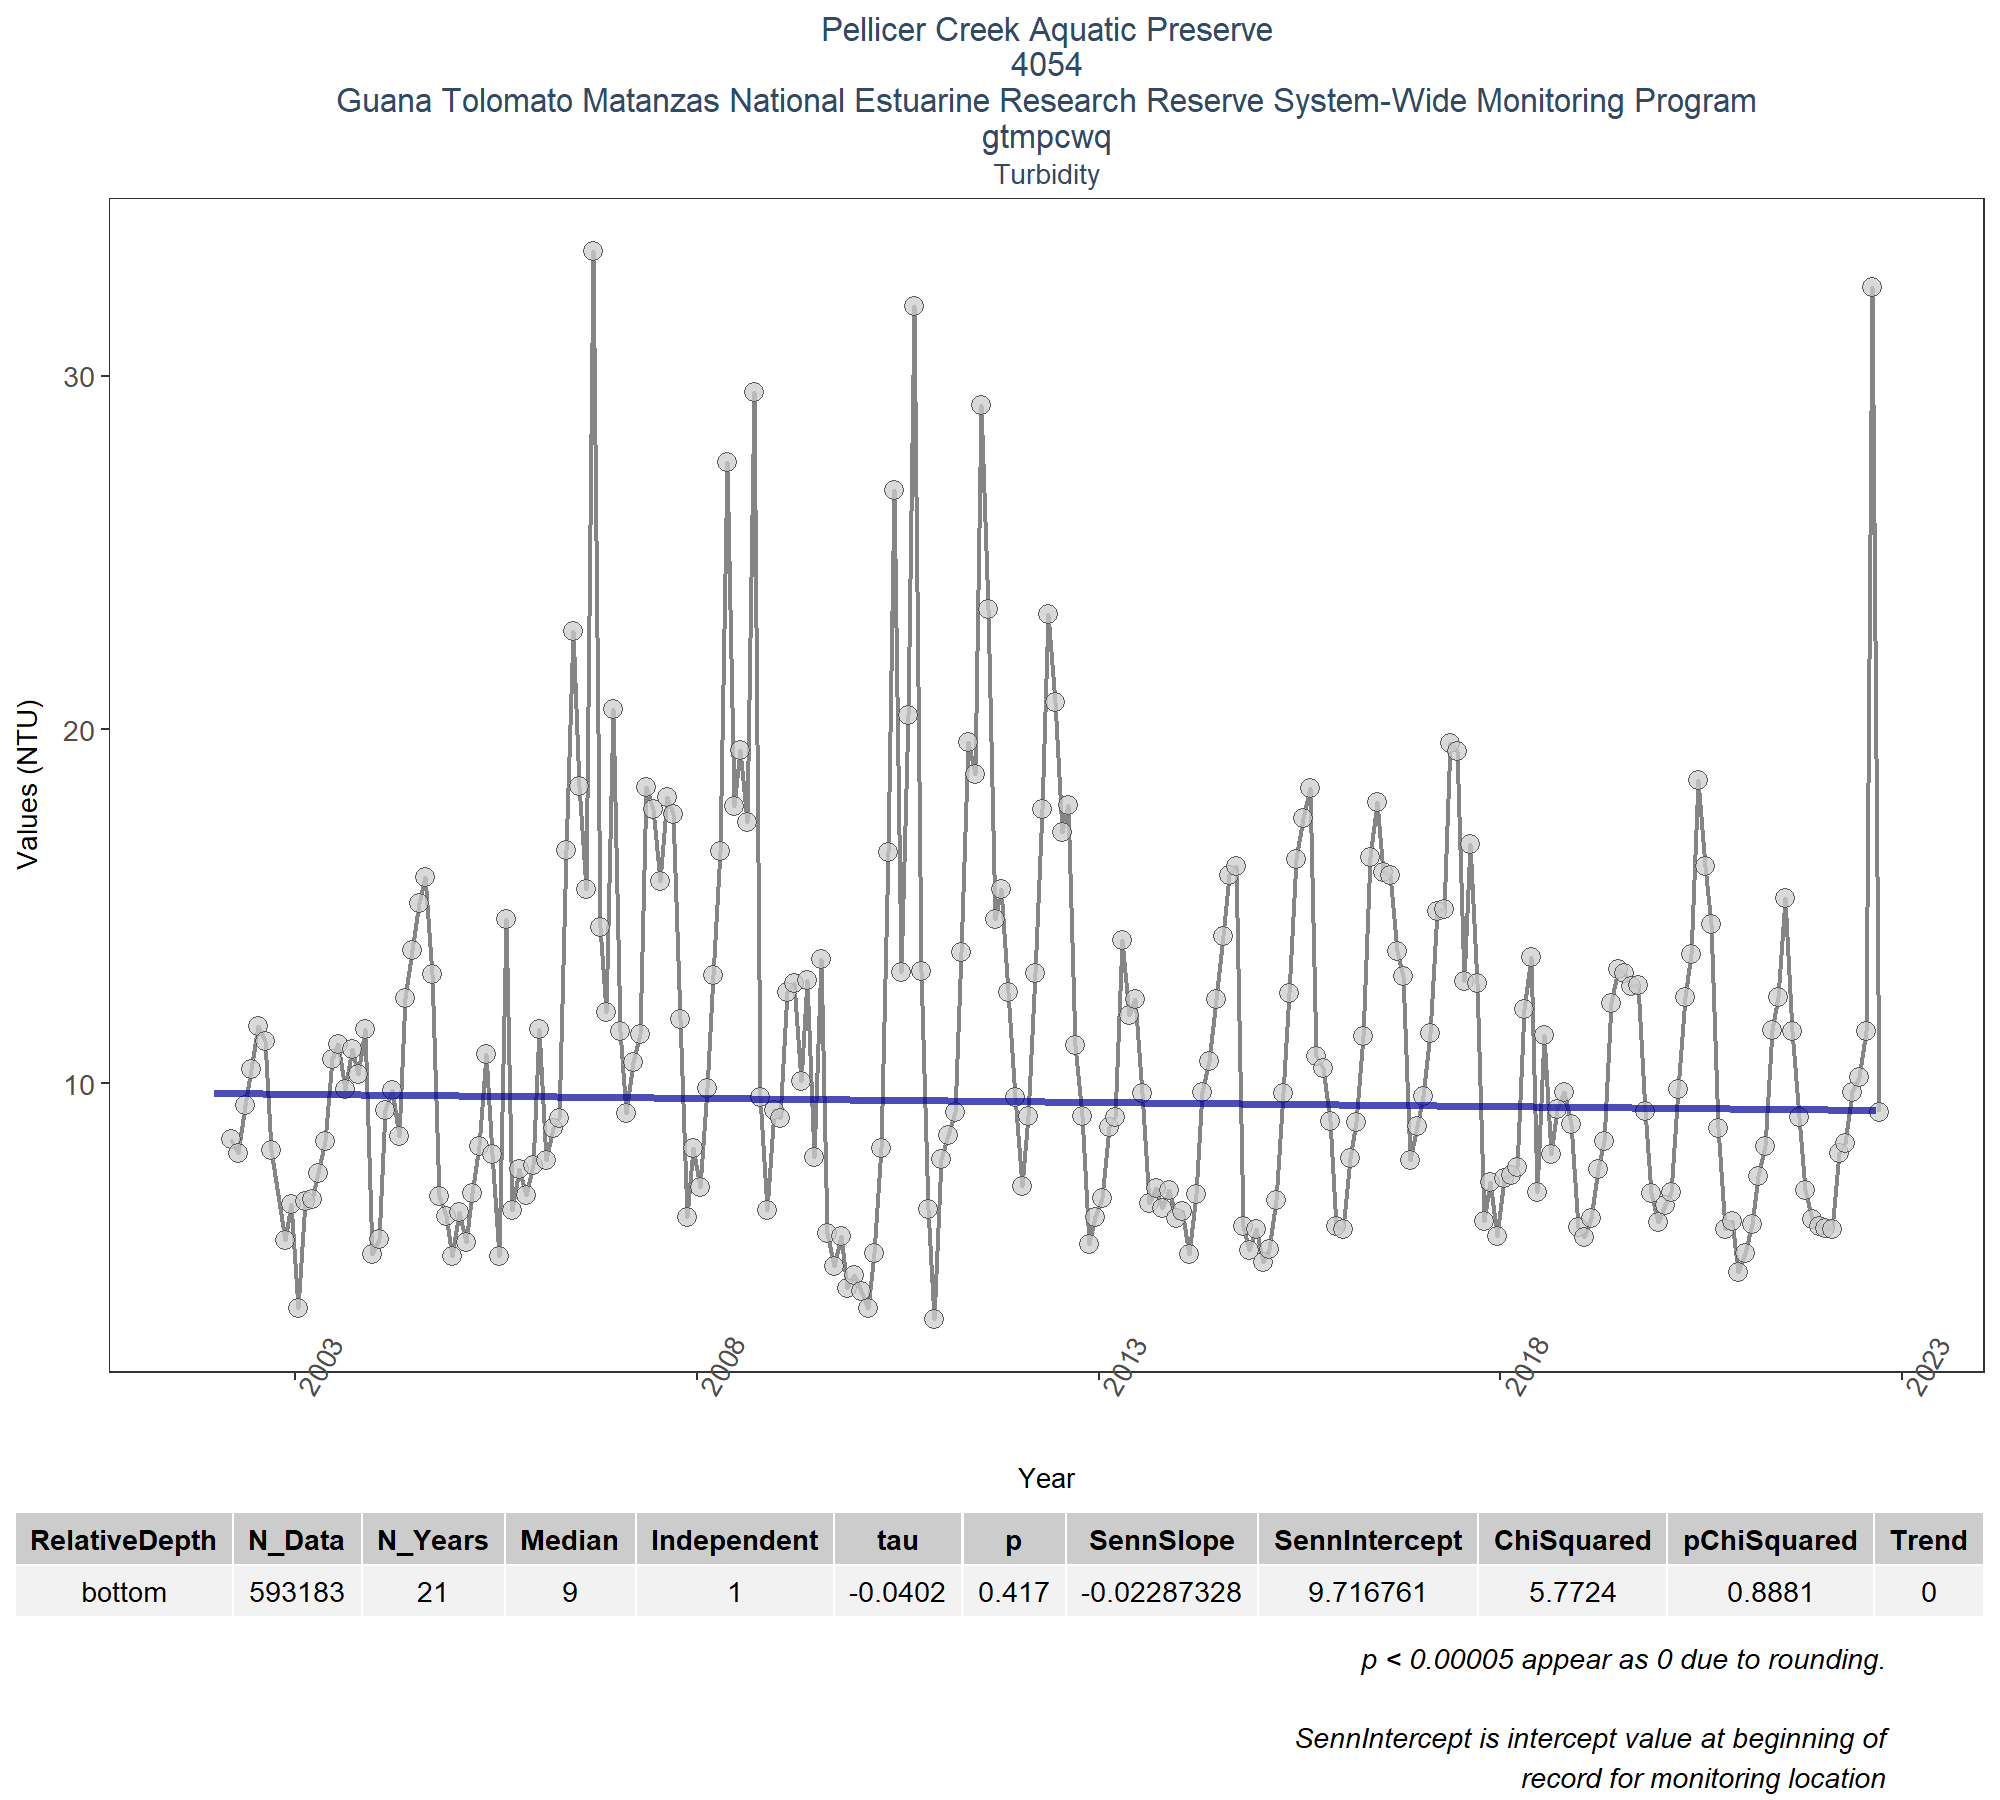 Pellicer Creek Aquatic Preserve
4054
Guana Tolomato Matanzas National Estuarine Research Reserve System-Wide Monitoring Program
gtmpcwq
Turbidity
Values (NTU)
30
20
10
2003 2008 2013 2018 2023
Year
RelativeDepth N_Data N_Years Median Independent tau p SennSlope SennIntercept ChiSquared pChiSquared Trend
bottom 593183 21 9 1 -0.0402 0.417 -0.02287328 9.716761 5.7724 0.8881 0
p < 0.00005 appear as 0 due to rounding.
SennIntercept is intercept value at beginning of
record for monitoring location